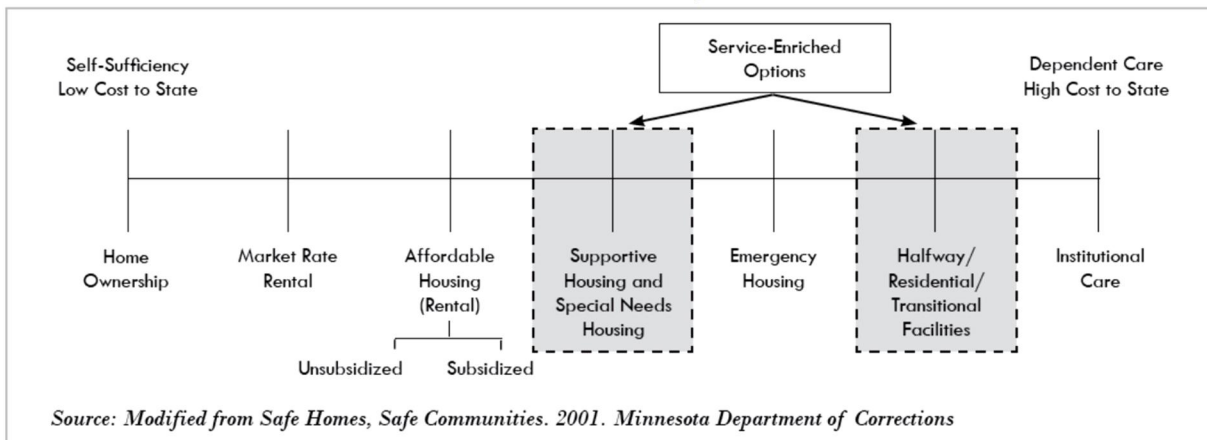 Service-Enriched
Options
Self-Sufficiency
Low Cost to State
Dependent Care
High Cost to State
Home
Ownership
Market Rate
Rental
Affordable
Housing
(Rental)
Unsubsidized
Subsidized
Supportive
Housing and
Special Needs
Housing
Emergency
Housing
Halfway/
Residential/
Transitional
Facilities
Institutional
Care
Source: Modified from Safe Homes, Safe Communities. 2001. Minnesota Department of Corrections